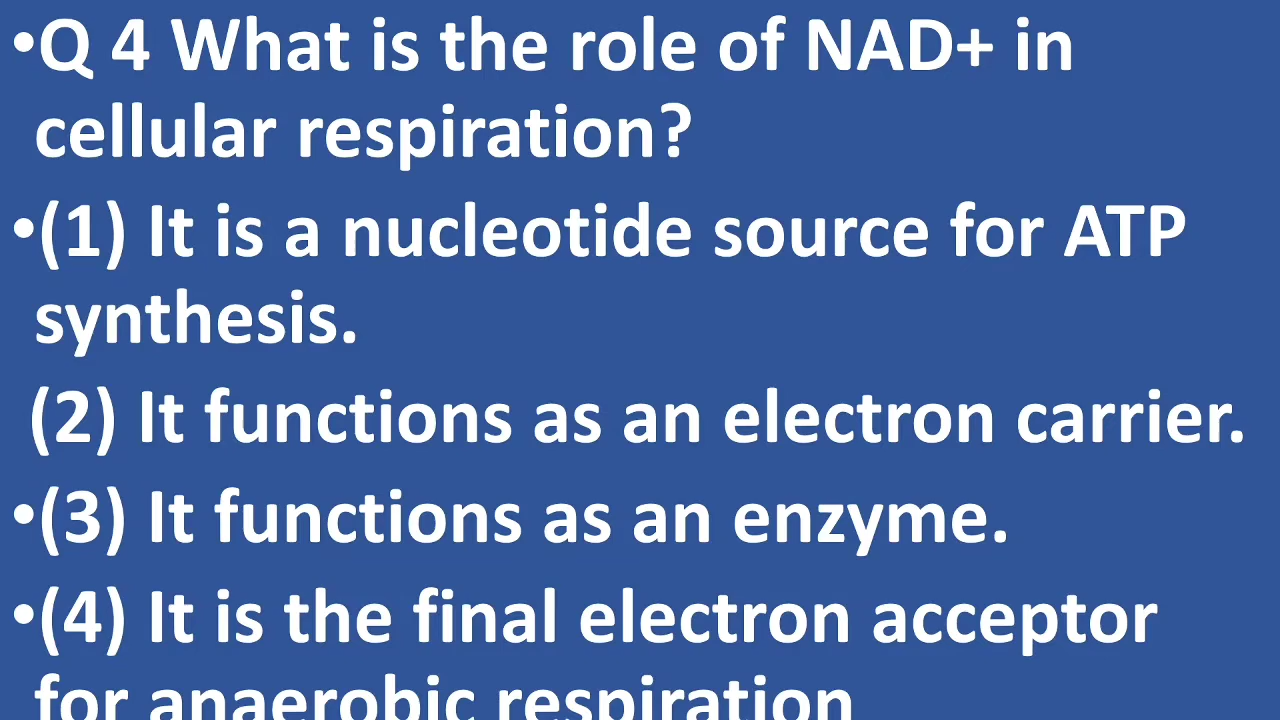 •Q 4 What is the role of NAD+ in
cellular respiration?
•(1) It is a nucleotide source for ATP
synthesis.
(2) It functions as an electron carrier.
•(3) It functions as an enzyme.
•(4) It is the final electron acceptor
for anaerobic respiration